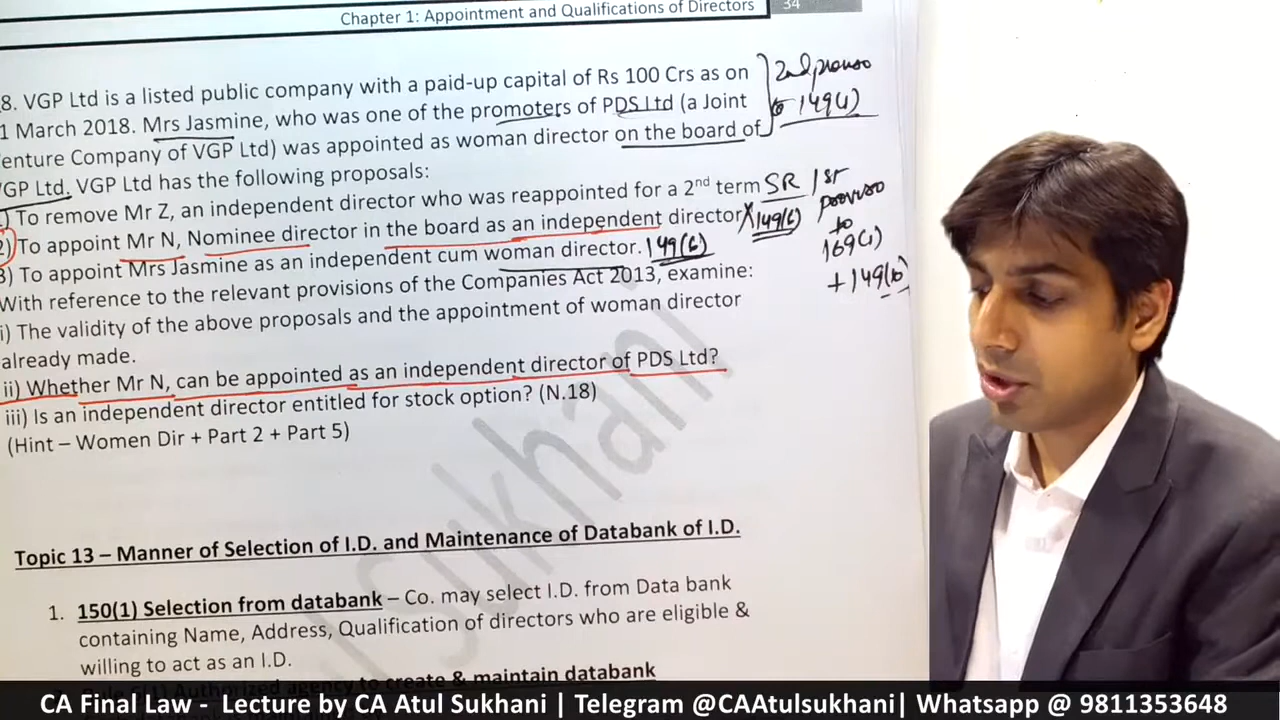 Chapter 1: Appointment and Qualifications of Directors 34
8. VGP Ltd is a listed public company with a paid-up capital of Rs 100 Crs as on
1 March 2018. Mrs Jasmine, who was one of the promoters of PDS Ltd (a Joint
enture Company of VGP Ltd) was appointed as woman director on the board of
VGP Ltd. VGP Ltd has the following proposals:
) To remove Mr Z, an independent director who was reappointed for a 2nd term SR
2) To appoint Mr N, Nominee director in the board as an independent director X 149(6)
3) To appoint Mrs Jasmine as an independent cum woman director. 149(6)
With reference to the relevant provisions of the Companies Act 2013, examine:
i) The validity of the above proposals and the appointment of woman director
already made.
ii) Whether Mr N, can be appointed as an independent director of PDS Ltd?
iii) Is an independent director entitled for stock option? (N.18)
(Hint – Women Dir + Part 2 + Part 5)
2nd proviso
to 149(1)
1st
proviso
to
169(1)
+149(10)
Topic 13 – Manner of Selection of I.D. and Maintenance of Databank of I.D.
1. 150(1) Selection from databank – Co. may select I.D. from Data bank
containing Name, Address, Qualification of directors who are eligible &
willing to act as an I.D.
create & maintain databank
sukhani
CA Final Law - Lecture by CA Atul Sukhani | Telegram @CAAtulsukhani| Whatsapp @ 9811353648